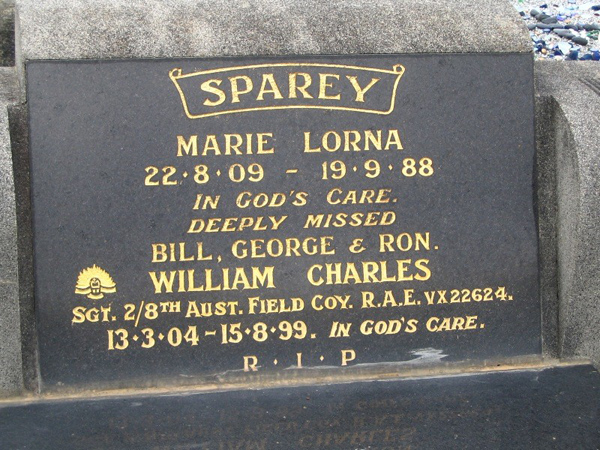 SPAREY
MARIE LORNA
22·8·09 - 19·9·88
IN GOD'S CARE.
DEEPLY MISSED
BILL, GEORGE & RON.
WILLIAM CHARLES
SGT. 2/8TH AUST. FIELD COY. R.A.E. VX22624.
13·3·04-15·8·99. IN GOD'S CARE.
R·I·P